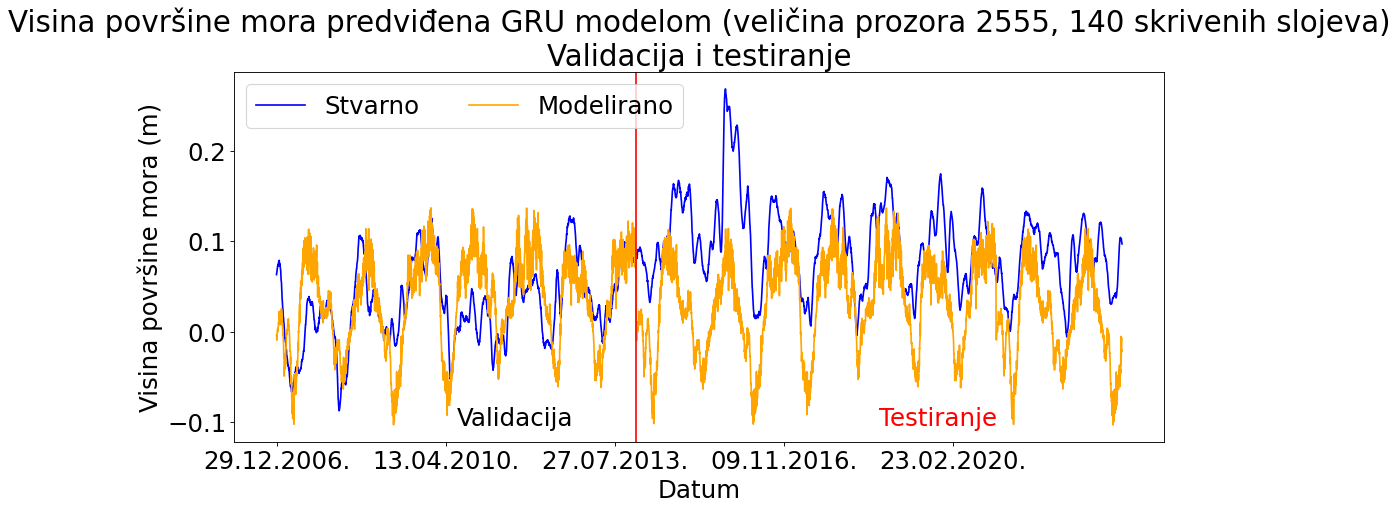 Visina površine mora predviđena GRU modelom (veličina prozora 2555, 140 skrivenih slojeva)
Validacija i testiranje
Stvarno
Modelirano
Visina površine mora (m)
0.2
0.1
0.0
−0.1
Validacija
Testiranje
29.12.2006.
13.04.2010.
27.07.2013.
09.11.2016.
23.02.2020.
Datum